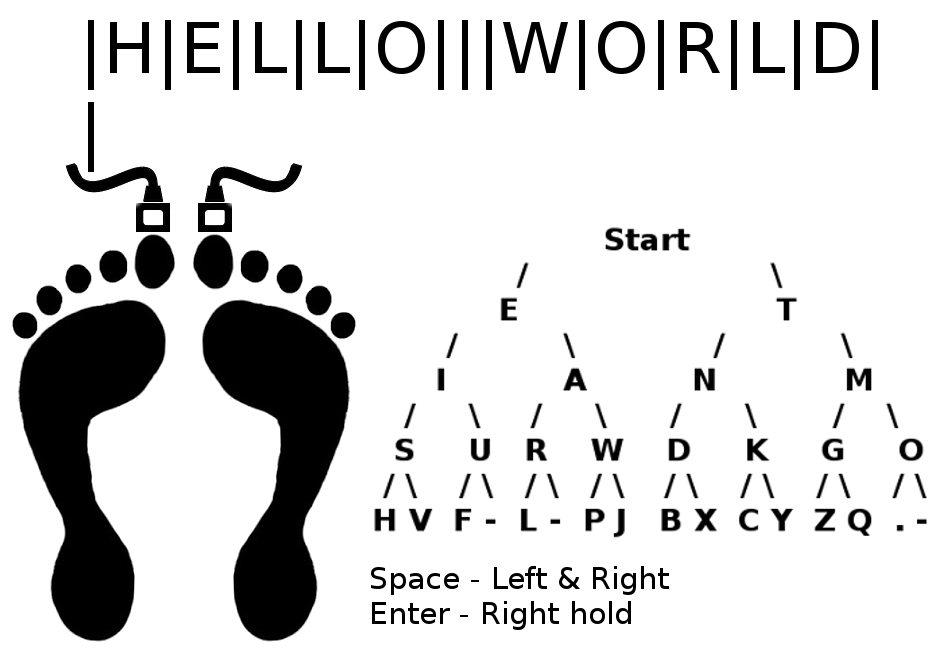 |H|E|L|L|O|||W|O|R|L|D|
|
Start
/ \
E T
/ \ / \
I A N M
/ \ / \ / \ / \
S U R W D K G O
/ \ / \ / \ / \ / \ / \ / \ / \
H V F - L - P J B X C Y Z Q . -
Space - Left & Right
Enter - Right hold